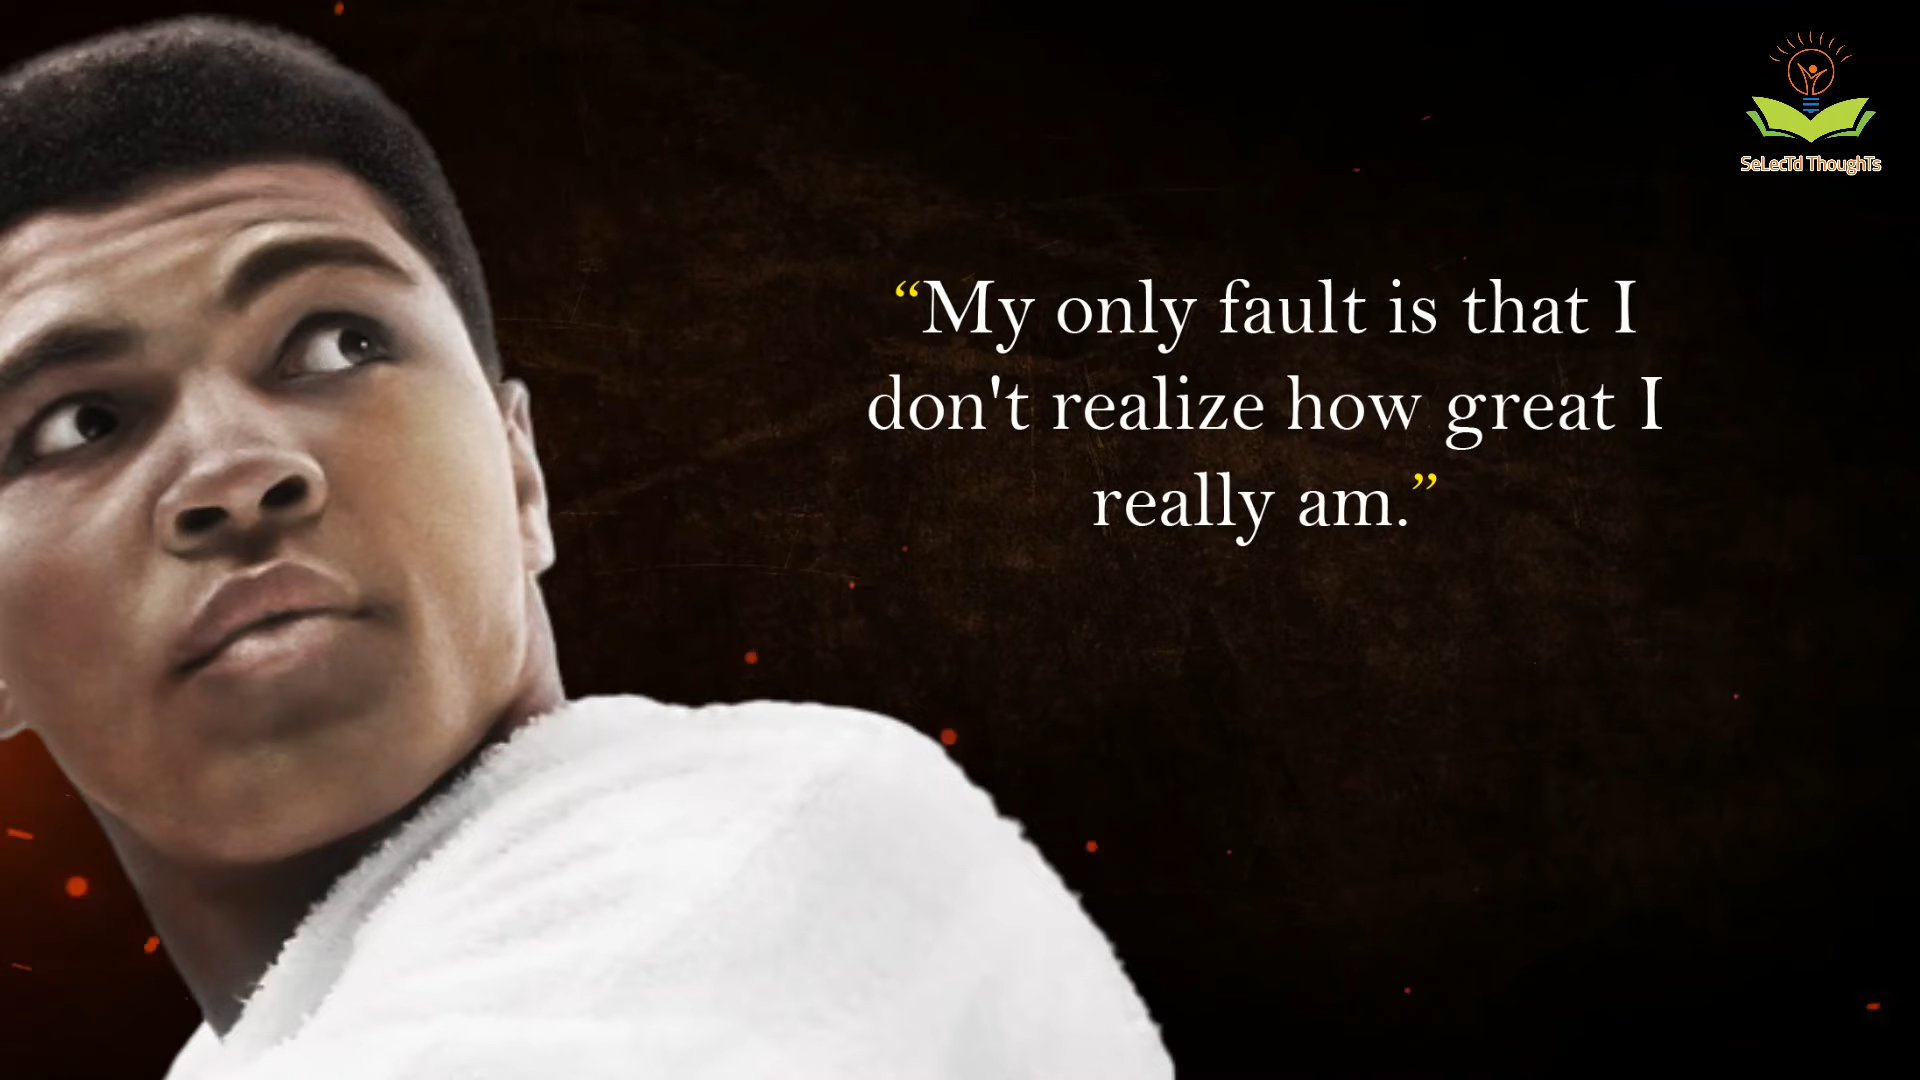 SeLecTd ThoughTs
“My only fault is that I
don't realize how great I
really am.”